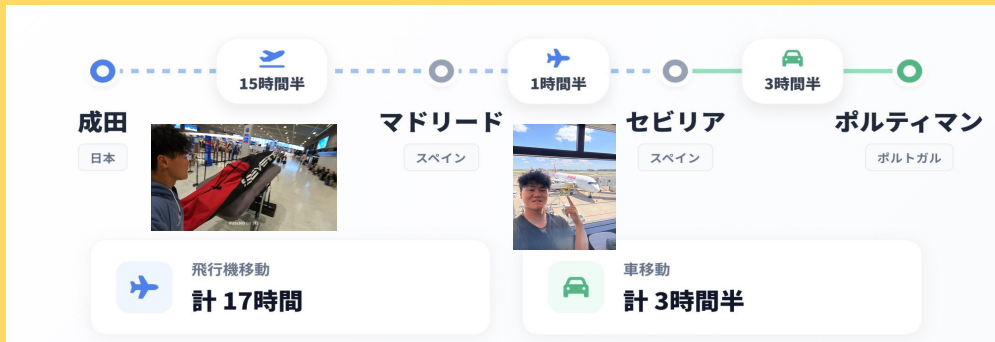 15時間半
1時間半
3時間半
成田
マドリード
セビリア
ポルティマン
日本
スペイン
スペイン
ポルトガル
飛行機移動
計 17時間
車移動
計 3時間半